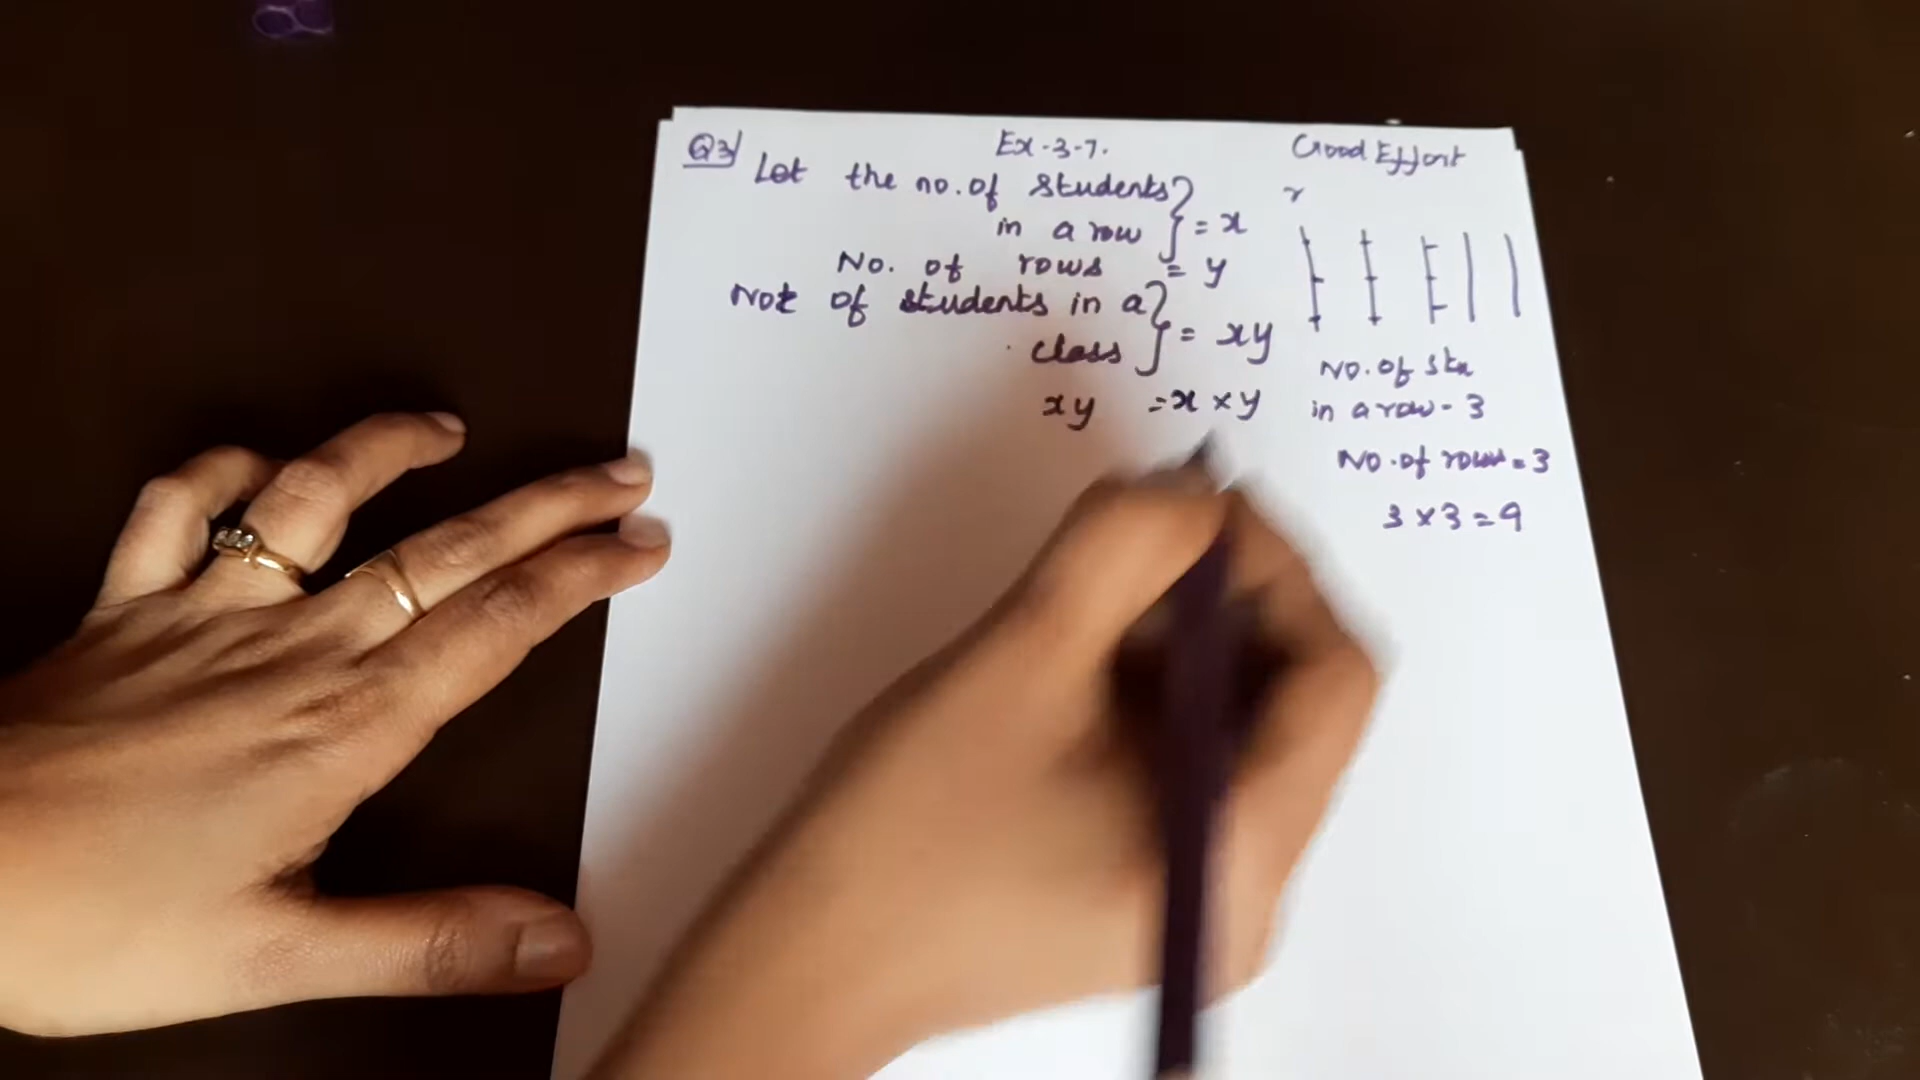 Q3/ Ex-3-7. Good Effort
Let the no. of students
in a row } = x
No. of rows = y
Not of students in a
class } = xy
xy = x × y
r
No. of stu
in a row - 3
No. of rows = 3
3 × 3 = 9